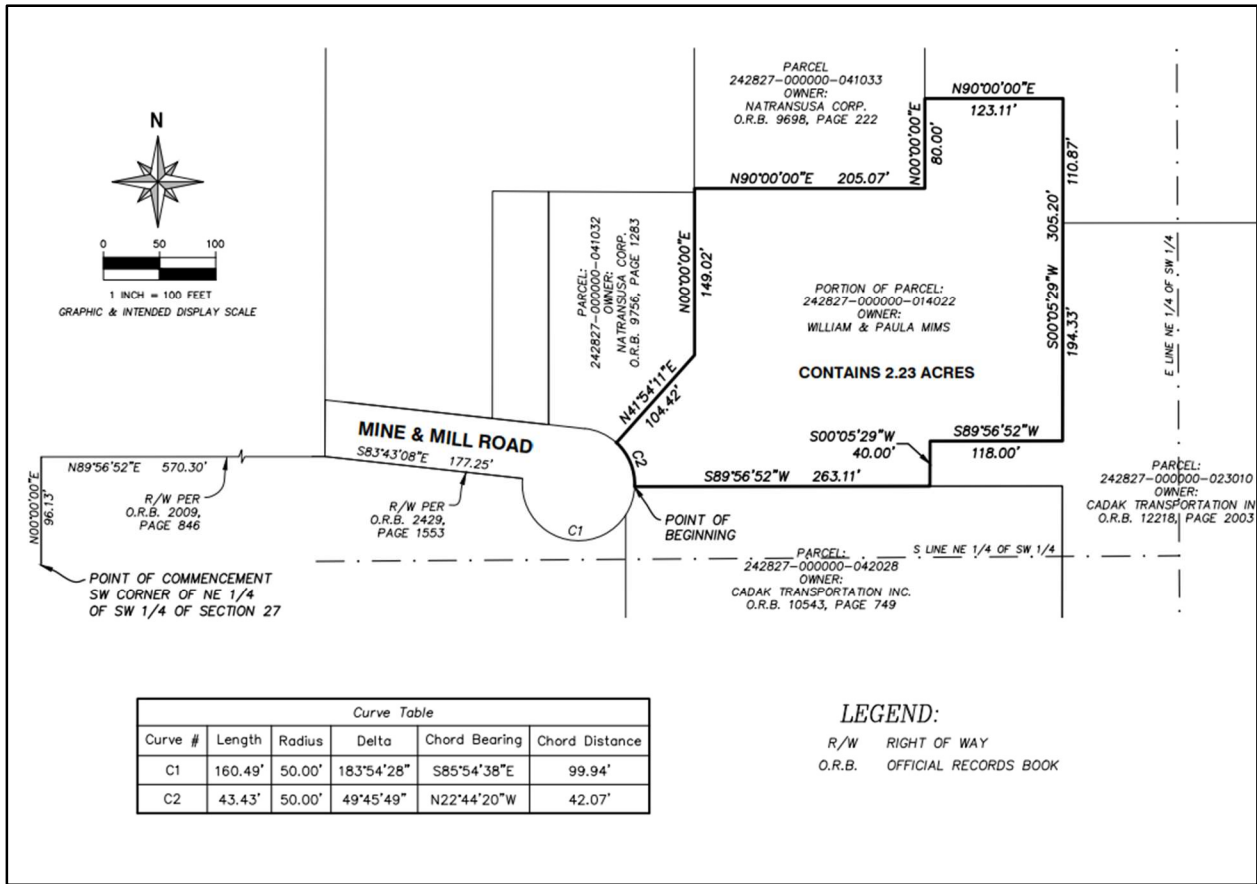 PARCEL
242827-000000-041033
OWNER:
NATRANSUSA CORP.
O.R.B. 9698, PAGE 222
N90°00'00"E
123.11'
N00°00'00"E
80.00'
110.87'
N
N90°00'00"E 205.07'
0 50 100
1 INCH = 100 FEET
GRAPHIC & INTENDED DISPLAY SCALE
PARCEL:
242827-000000-041032
OWNER:
NATRANSUSA CORP.
O.R.B. 9756, PAGE 1283
N00°00'00"E
149.02'
305.20'
S00°05'29"W
194.33'
E LINE NE 1/4 OF SW 1/4
PORTION OF PARCEL:
242827-000000-014022
OWNER:
WILLIAM & PAULA MIMS
CONTAINS 2.23 ACRES
N41°54'11"E
104.42'
MINE & MILL ROAD
S83°43'08"E 177.25'
C2
S00°05'29"W
40.00'
S89°56'52"W
118.00'
N89°56'52"E 570.30'
S89°56'52"W 263.11'
N00°00'00"E
96.13'
R/W PER
O.R.B. 2009,
PAGE 846
R/W PER
O.R.B. 2429,
PAGE 1553
C1
POINT OF
BEGINNING
PARCEL:
242827-000000-023010
OWNER:
CADAK TRANSPORTATION IN
O.R.B. 12218, PAGE 2003
S LINE NE 1/4 OF SW 1/4
PARCEL:
242827-000000-042028
OWNER:
CADAK TRANSPORTATION INC.
O.R.B. 10543, PAGE 749
POINT OF COMMENCEMENT
SW CORNER OF NE 1/4
OF SW 1/4 OF SECTION 27
Curve Table
Curve # Length Radius Delta Chord Bearing Chord Distance
C1 160.49' 50.00' 183°54'28" S85°54'38"E 99.94'
C2 43.43' 50.00' 49°45'49" N22°44'20"W 42.07'
LEGEND:
R/W RIGHT OF WAY
O.R.B. OFFICIAL RECORDS BOOK